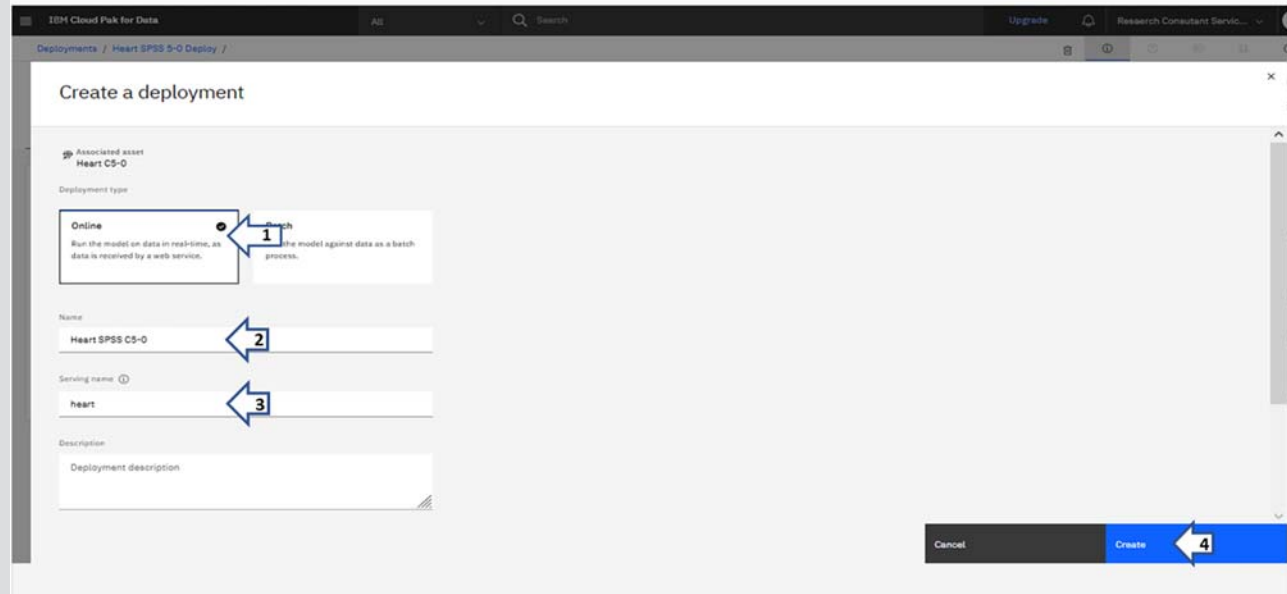 IBM Cloud Pak for Data
All
Search
Upgrade
Research Consutant Servic...
Deployments / Heart SPSS 5-0 Deploy /
Create a deployment
Associated asset
Heart C5-0
Deployment type
Online
Run the model on data in real-time, as
data is received by a web service.
1
the model against data as a batch
process.
Name
Heart SPSS C5-0
2
Serving name
heart
3
Description
Deployment description
Cancel
Create
4